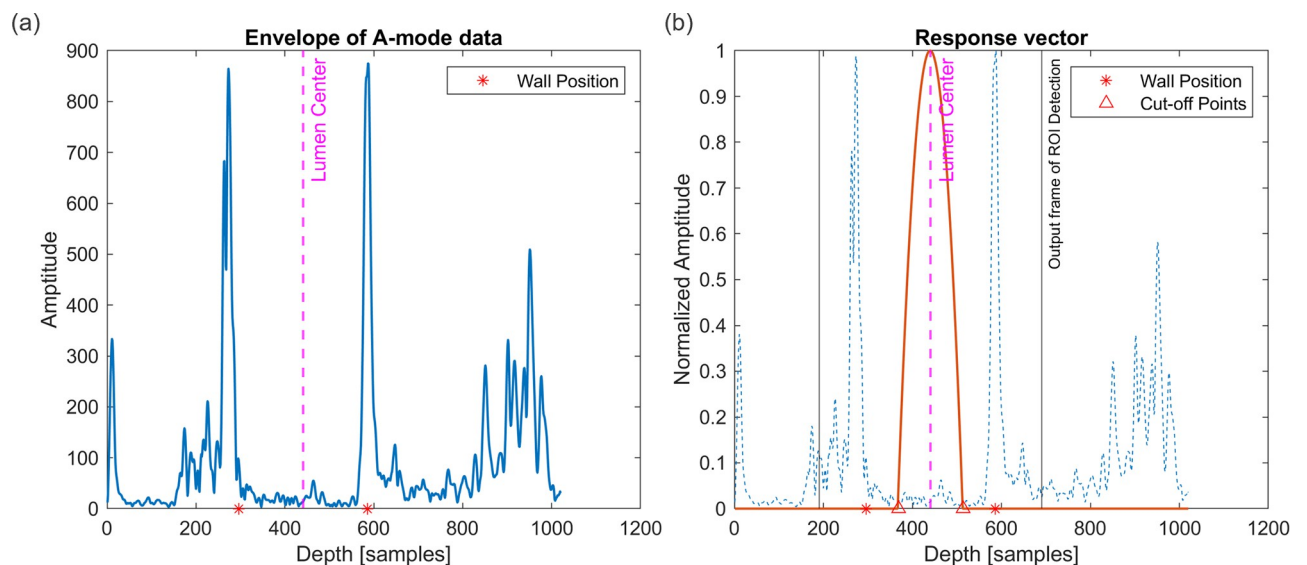 (a)
Envelope of A-mode data
900
800
700
600
500
400
300
200
100
0
Amptitude
Wall Position
Lumen Center
0 200 400 600 800 1000 1200
Depth [samples]
(b)
Response vector
1
0.9
0.8
0.7
0.6
0.5
0.4
0.3
0.2
0.1
0
Normalized Amptitude
Wall Position
Cut-off Points
Lumen Center
Output frame of ROI Detection
0 200 400 600 800 1000 1200
Depth [samples]